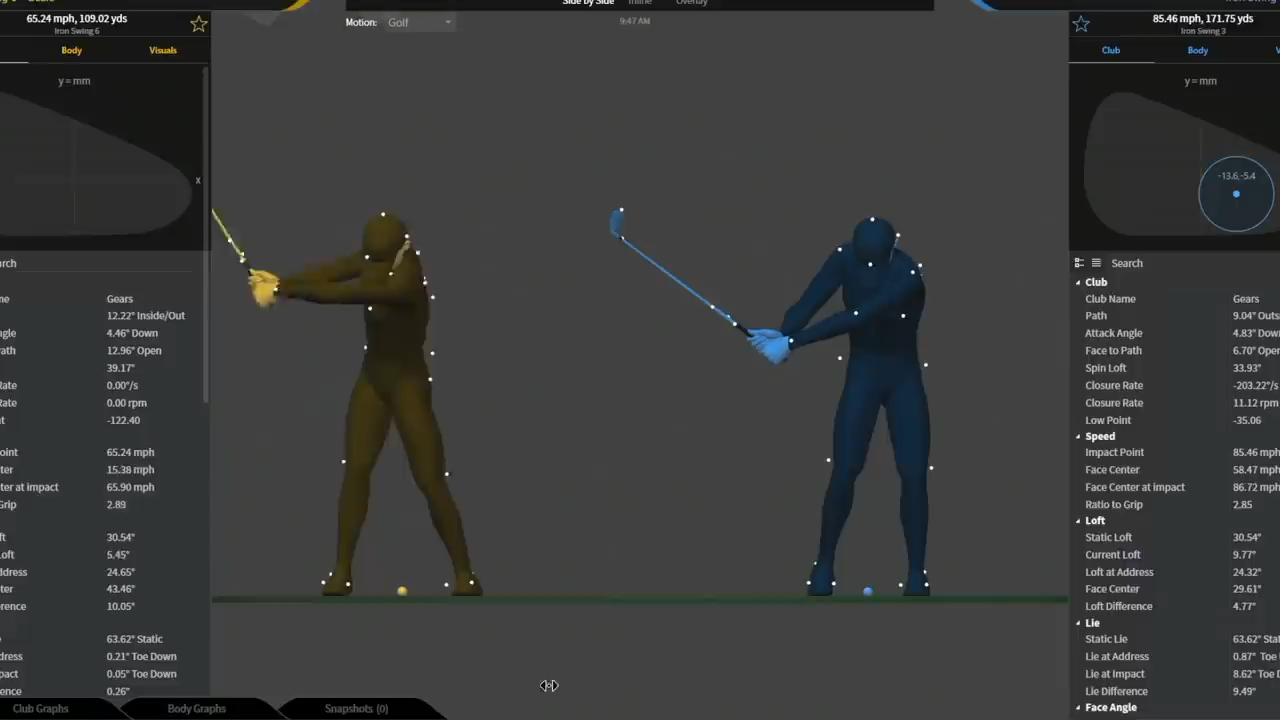 Side by Side Inline Overlay
65.24 mph, 109.02 yds
Iron Swing 6
Motion: Golf
9:47 AM
85.46 mph, 171.75 yds
Iron Swing 3
Body Visuals
Club Body V
y = mm
y = mm
x
-13.6,-5.4
rch
Search
Club
ne Gears
Club Name Gears
12.22° Inside/Out
Path 9.04° Outs
ngle 4.46° Down
Attack Angle 4.83° Down
ath 12.96° Open
Face to Path 6.70° Open
39.17°
Spin Loft 33.93°
Rate 0.00°/s
Closure Rate -203.22°/s
Rate 0.00 rpm
Closure Rate 11.12 rpm
nt -122.40
Low Point -35.06
Speed
oint 65.24 mph
Impact Point 85.46 mph
ter 15.38 mph
Face Center 58.47 mph
ter at impact 65.90 mph
Face Center at impact 86.72 mph
Grip 2.89
Ratio to Grip 2.85
Loft
ft 30.54°
Static Loft 30.54°
oft 5.45°
Current Loft 9.77°
ddress 24.65°
Loft at Address 24.32°
ter 43.46°
Face Center 29.61°
erence 10.05°
Loft Difference 4.77°
Lie
63.62° Static
Static Lie 63.62° Stat
dress 0.21° Toe Down
Lie at Address 0.87° Toe
pact 0.05° Toe Down
Lie at Impact 8.62° Toe D
ence 0.26°
Lie Difference 9.49°
Face Angle
Club Graphs Body Graphs Snapshots (0)